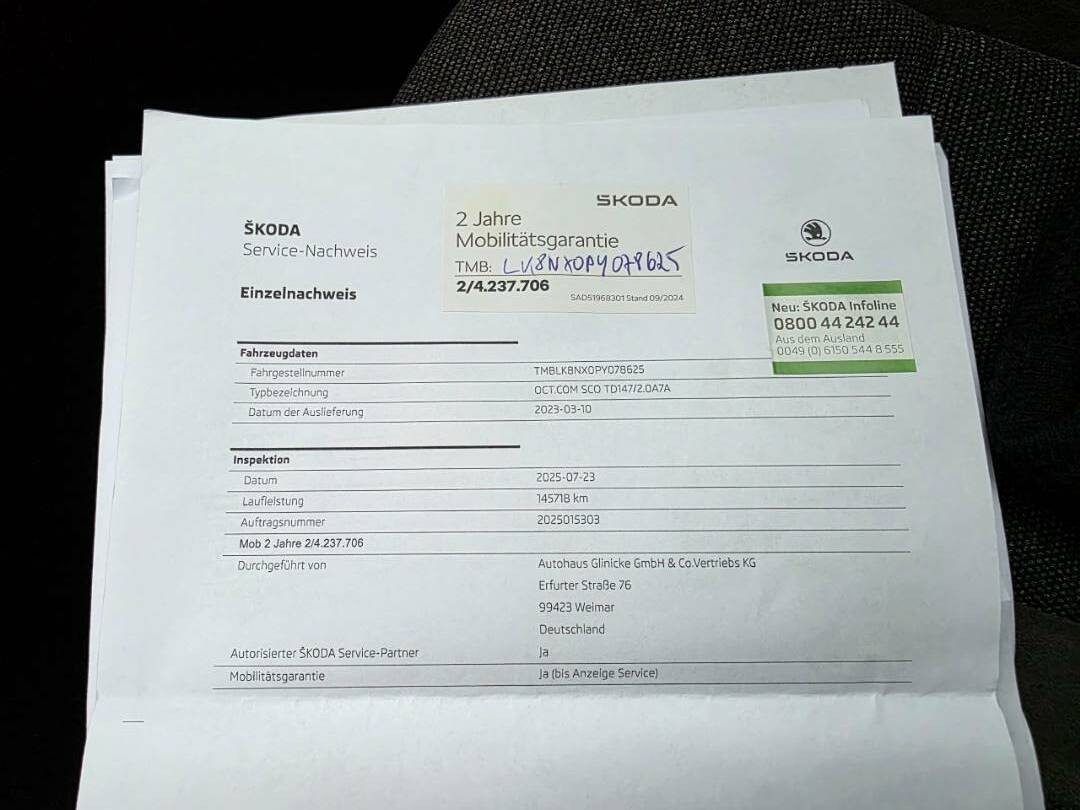 ŠKODA
Service-Nachweis
Einzelnachweis
ŠKODA
2 Jahre
Mobilitätsgarantie
TMB: LK8NX0PY078625
2/4.237.706
SAD51968301 Stand 09/2024
ŠKODA
Neu: ŠKODA Infoline
0800 44 242 44
Aus dem Ausland
0049 (0) 6150 544 8 555
Fahrzeugdaten
Fahrgestellnummer TMBLK8NX0PY078625
Typbezeichnung OCT.COM SCO TD147/2.0A7A
Datum der Auslieferung 2023-03-10
Inspektion
Datum 2025-07-23
Laufleistung 145718 km
Auftragsnummer 2025015303
Mob 2 Jahre 2/4.237.706
Durchgeführt von Autohaus Glinicke GmbH & Co.Vertriebs KG
Erfurter Straße 76
99423 Weimar
Deutschland
Autorisierter ŠKODA Service-Partner Ja
Mobilitätsgarantie Ja (bis Anzeige Service)